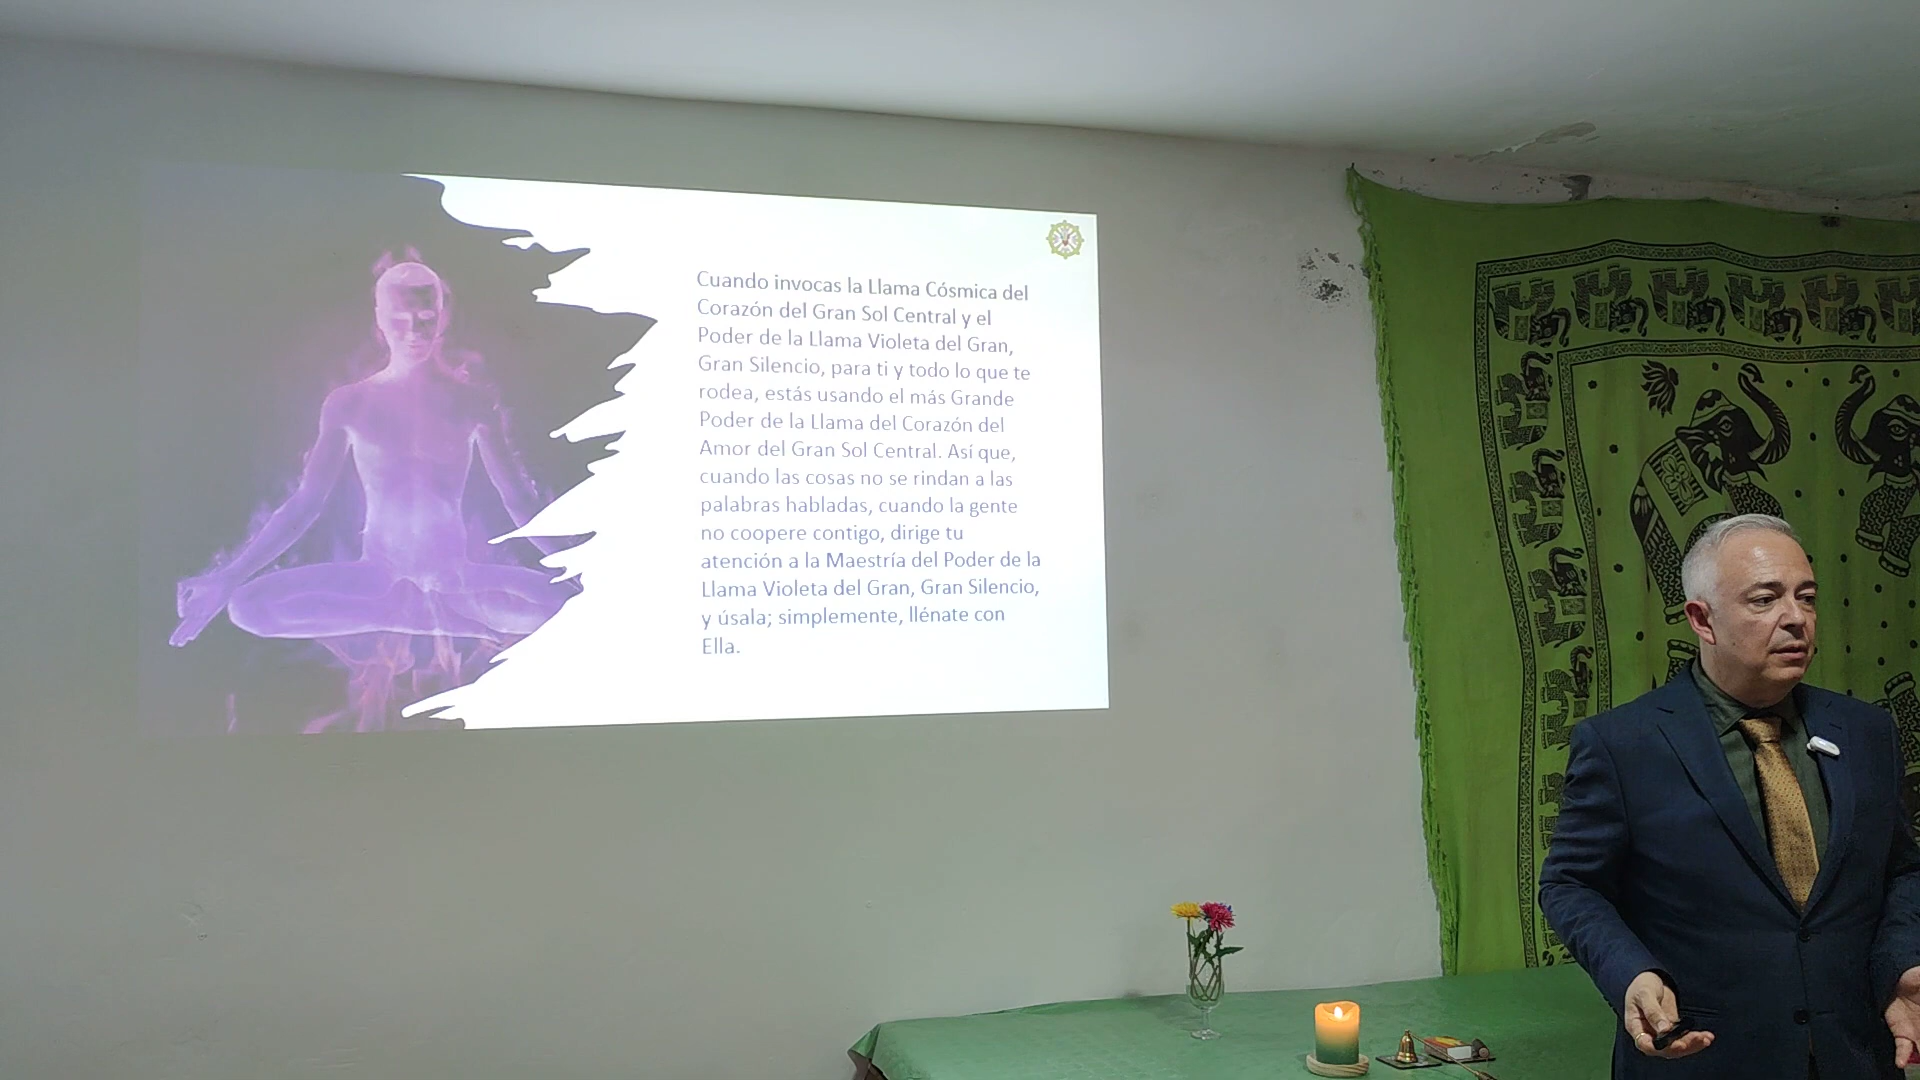 Cuando invocas la Llama Cósmica del
Corazón del Gran Sol Central y el
Poder de la Llama Violeta del Gran,
Gran Silencio, para ti y todo lo que te
rodea, estás usando el más Grande
Poder de la Llama del Corazón del
Amor del Gran Sol Central. Así que,
cuando las cosas no se rindan a las
palabras habladas, cuando la gente
no coopere contigo, dirige tu
atención a la Maestría del Poder de la
Llama Violeta del Gran, Gran Silencio,
y úsala; simplemente, llénate con
Ella.